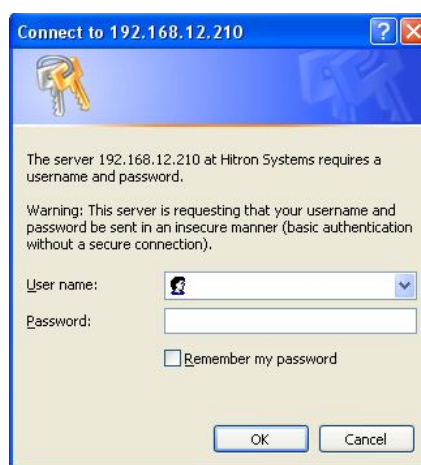 Connect to 192.168.12.210
The server 192.168.12.210 at Hitron Systems requires a
username and password.
Warning: This server is requesting that your username and
password be sent in an insecure manner (basic authentication
without a secure connection).
User name:
Password:
Remember my password
OK Cancel